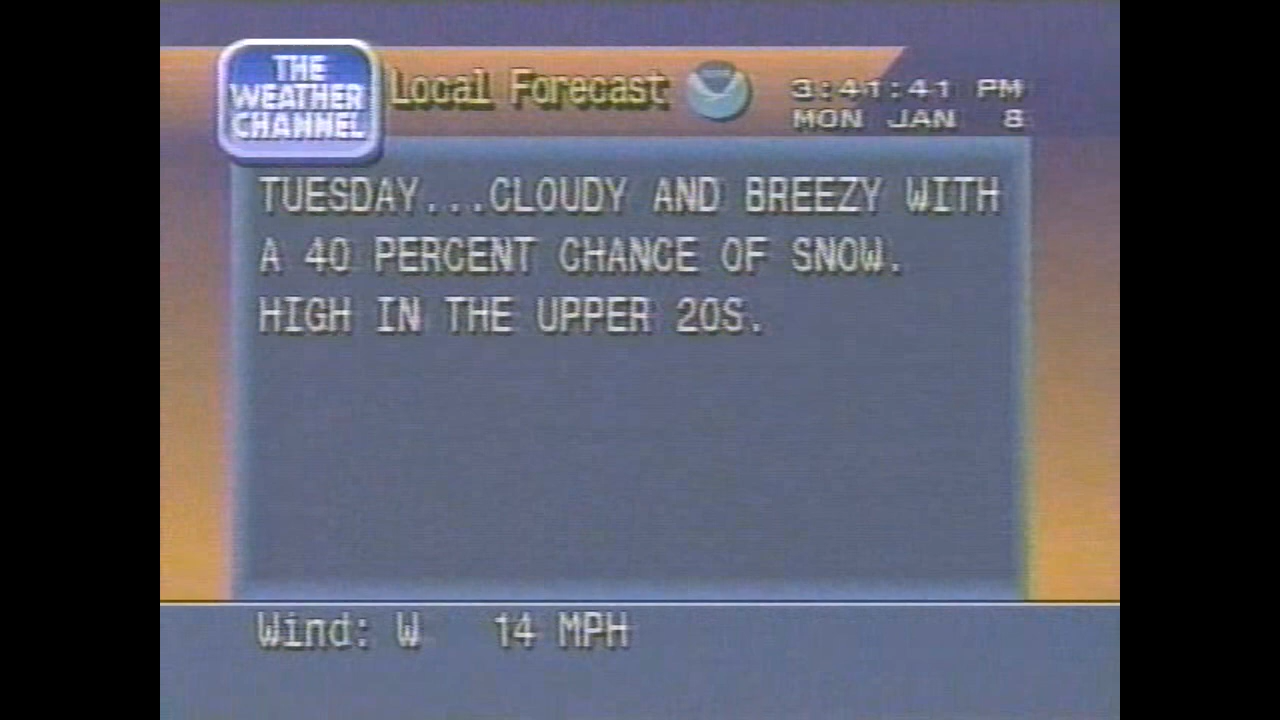 THE
WEATHER
CHANNEL
Local Forecast
3:41:41 PM
MON JAN 8
TUESDAY...CLOUDY AND BREEZY WITH
A 40 PERCENT CHANCE OF SNOW.
HIGH IN THE UPPER 20S.
Wind: W 14 MPH